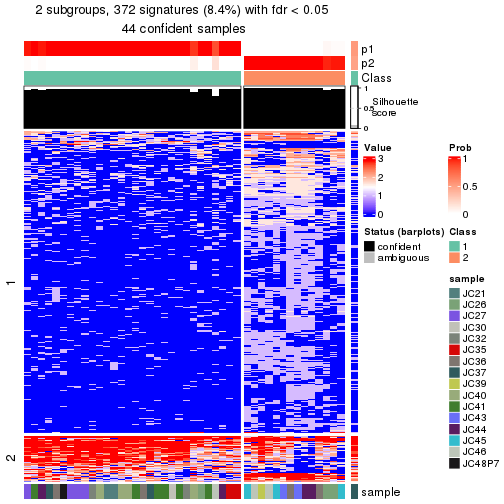 2 subgroups, 372 signatures (8.4%) with fdr < 0.05
44 confident samples
p1
p2
Class
1
0.5
0
Silhouette
score
1
2
sample
Value
3
2
1
0
Prob
1
0.5
0
Status (barplots)
confident
ambiguous
Class
1
2
sample
JC21
JC26
JC27
JC30
JC32
JC35
JC36
JC37
JC39
JC40
JC41
JC43
JC44
JC45
JC46
JC48P7